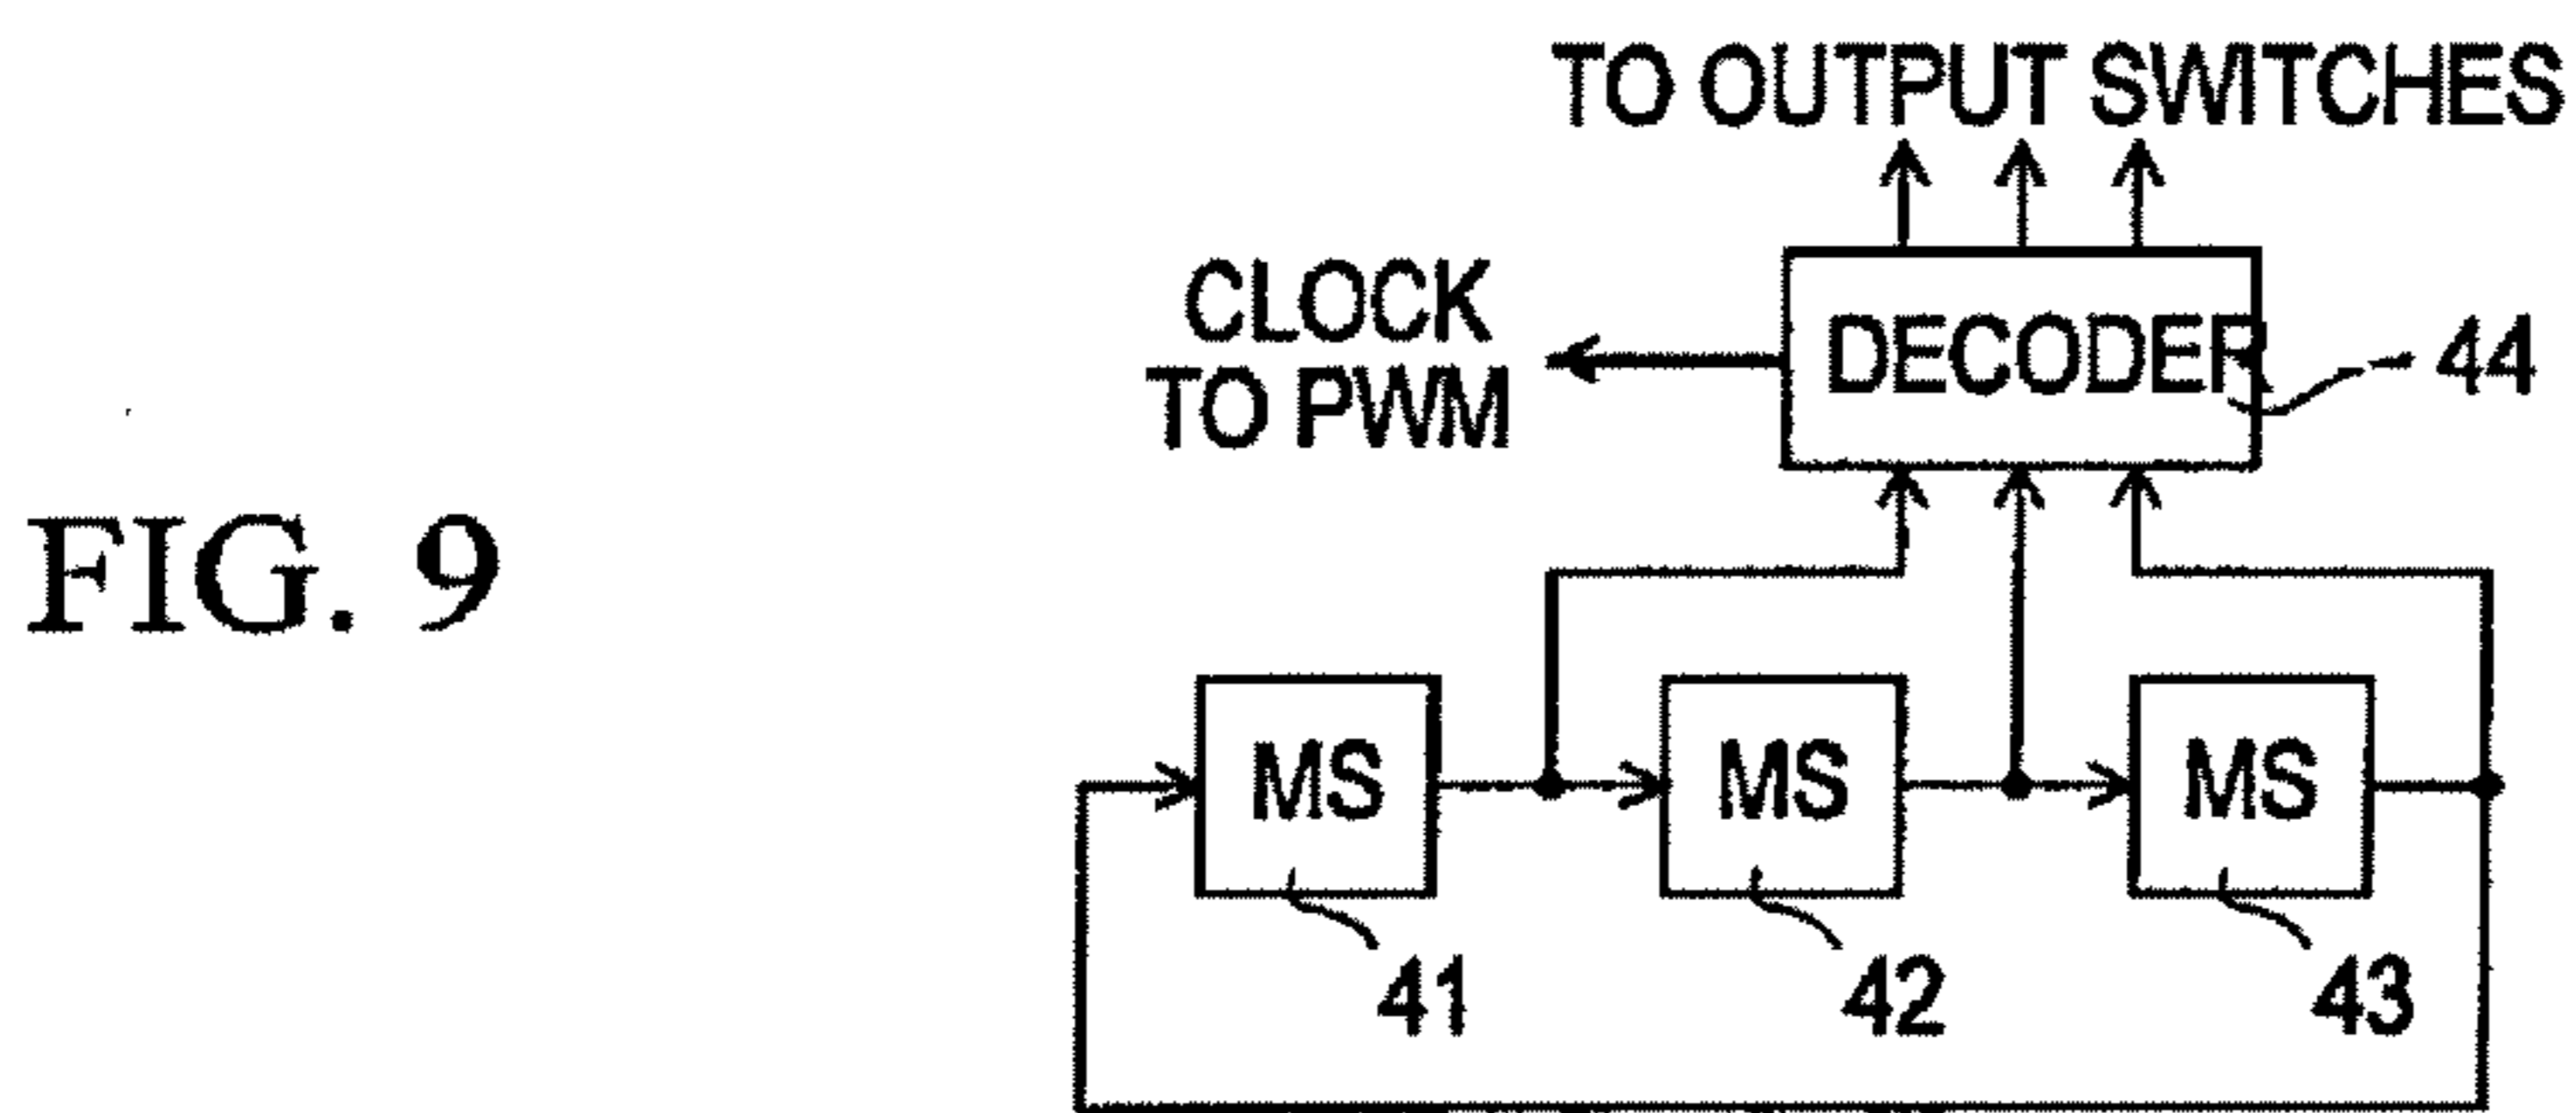 TO OUTPUT SWITCHES
CLOCK
TO PWM
DECODER
44
FIG. 9
MS
MS
MS
41
42
43